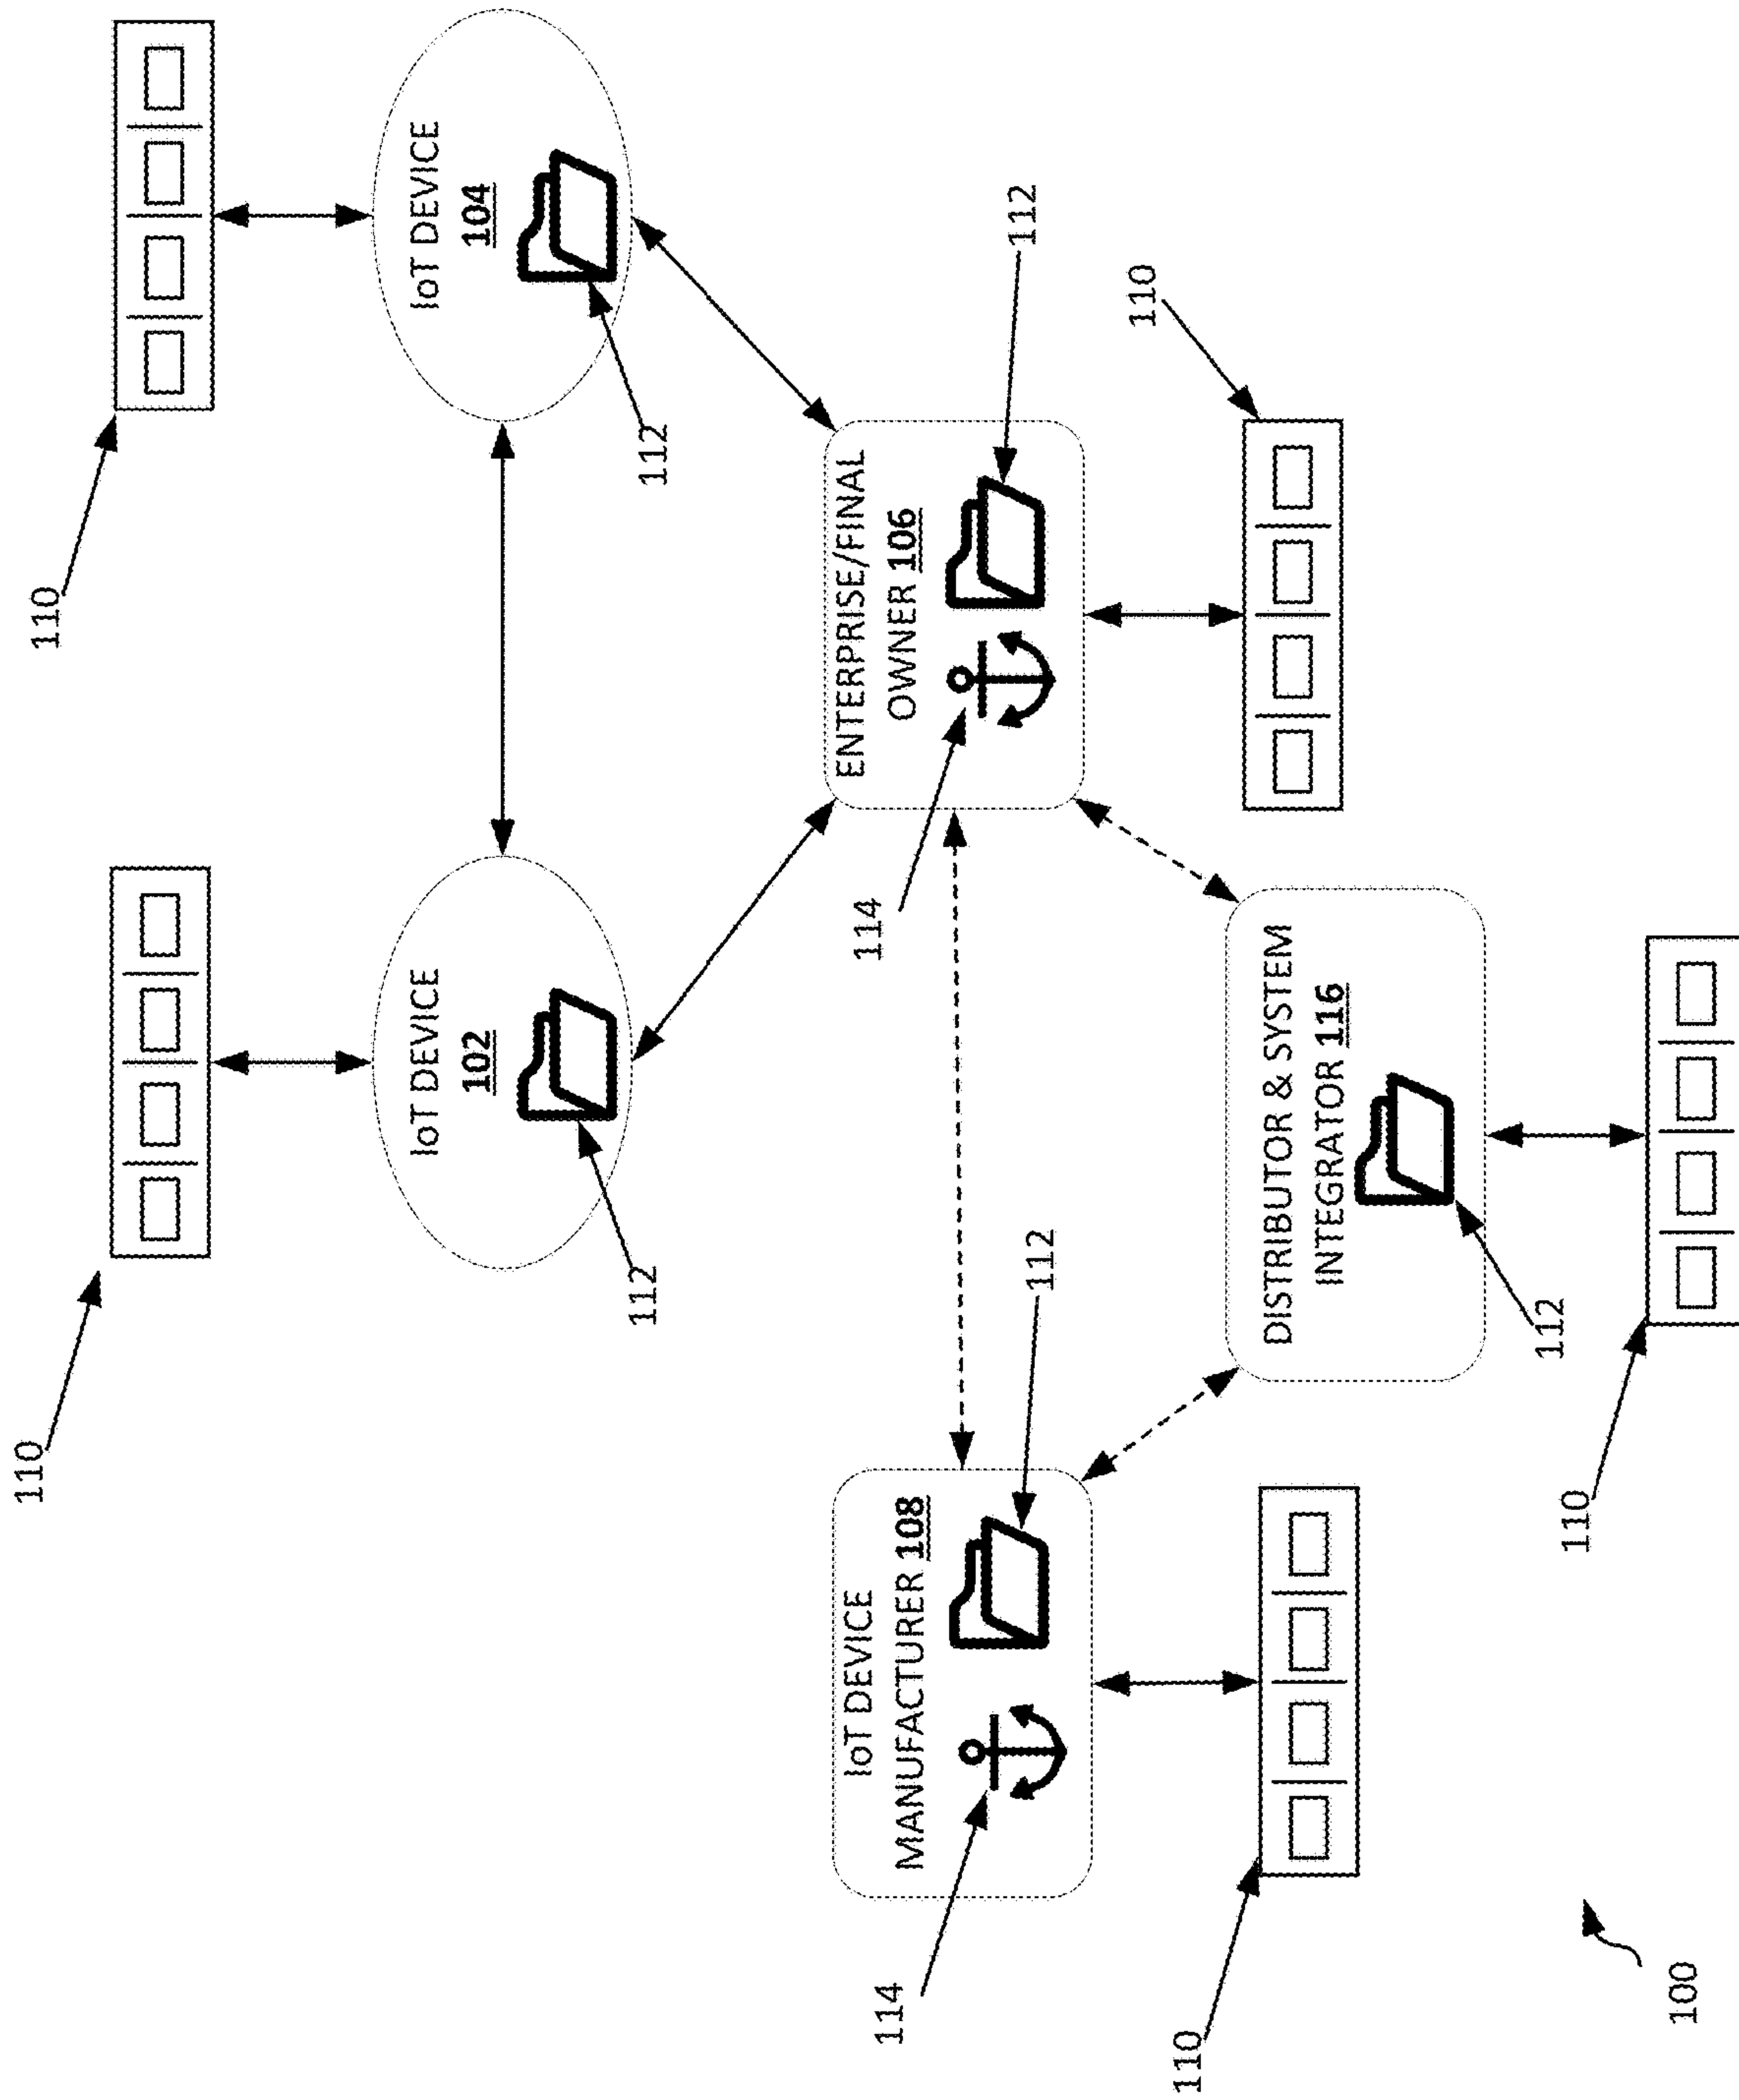 110
110
IoT DEVICE
102
112
IoT DEVICE
104
112
IoT DEVICE
MANUFACTURER 108
114
112
110
ENTERPRISE/FINAL
OWNER 106
114
112
110
DISTRIBUTOR & SYSTEM
INTEGRATOR 116
112
110
100